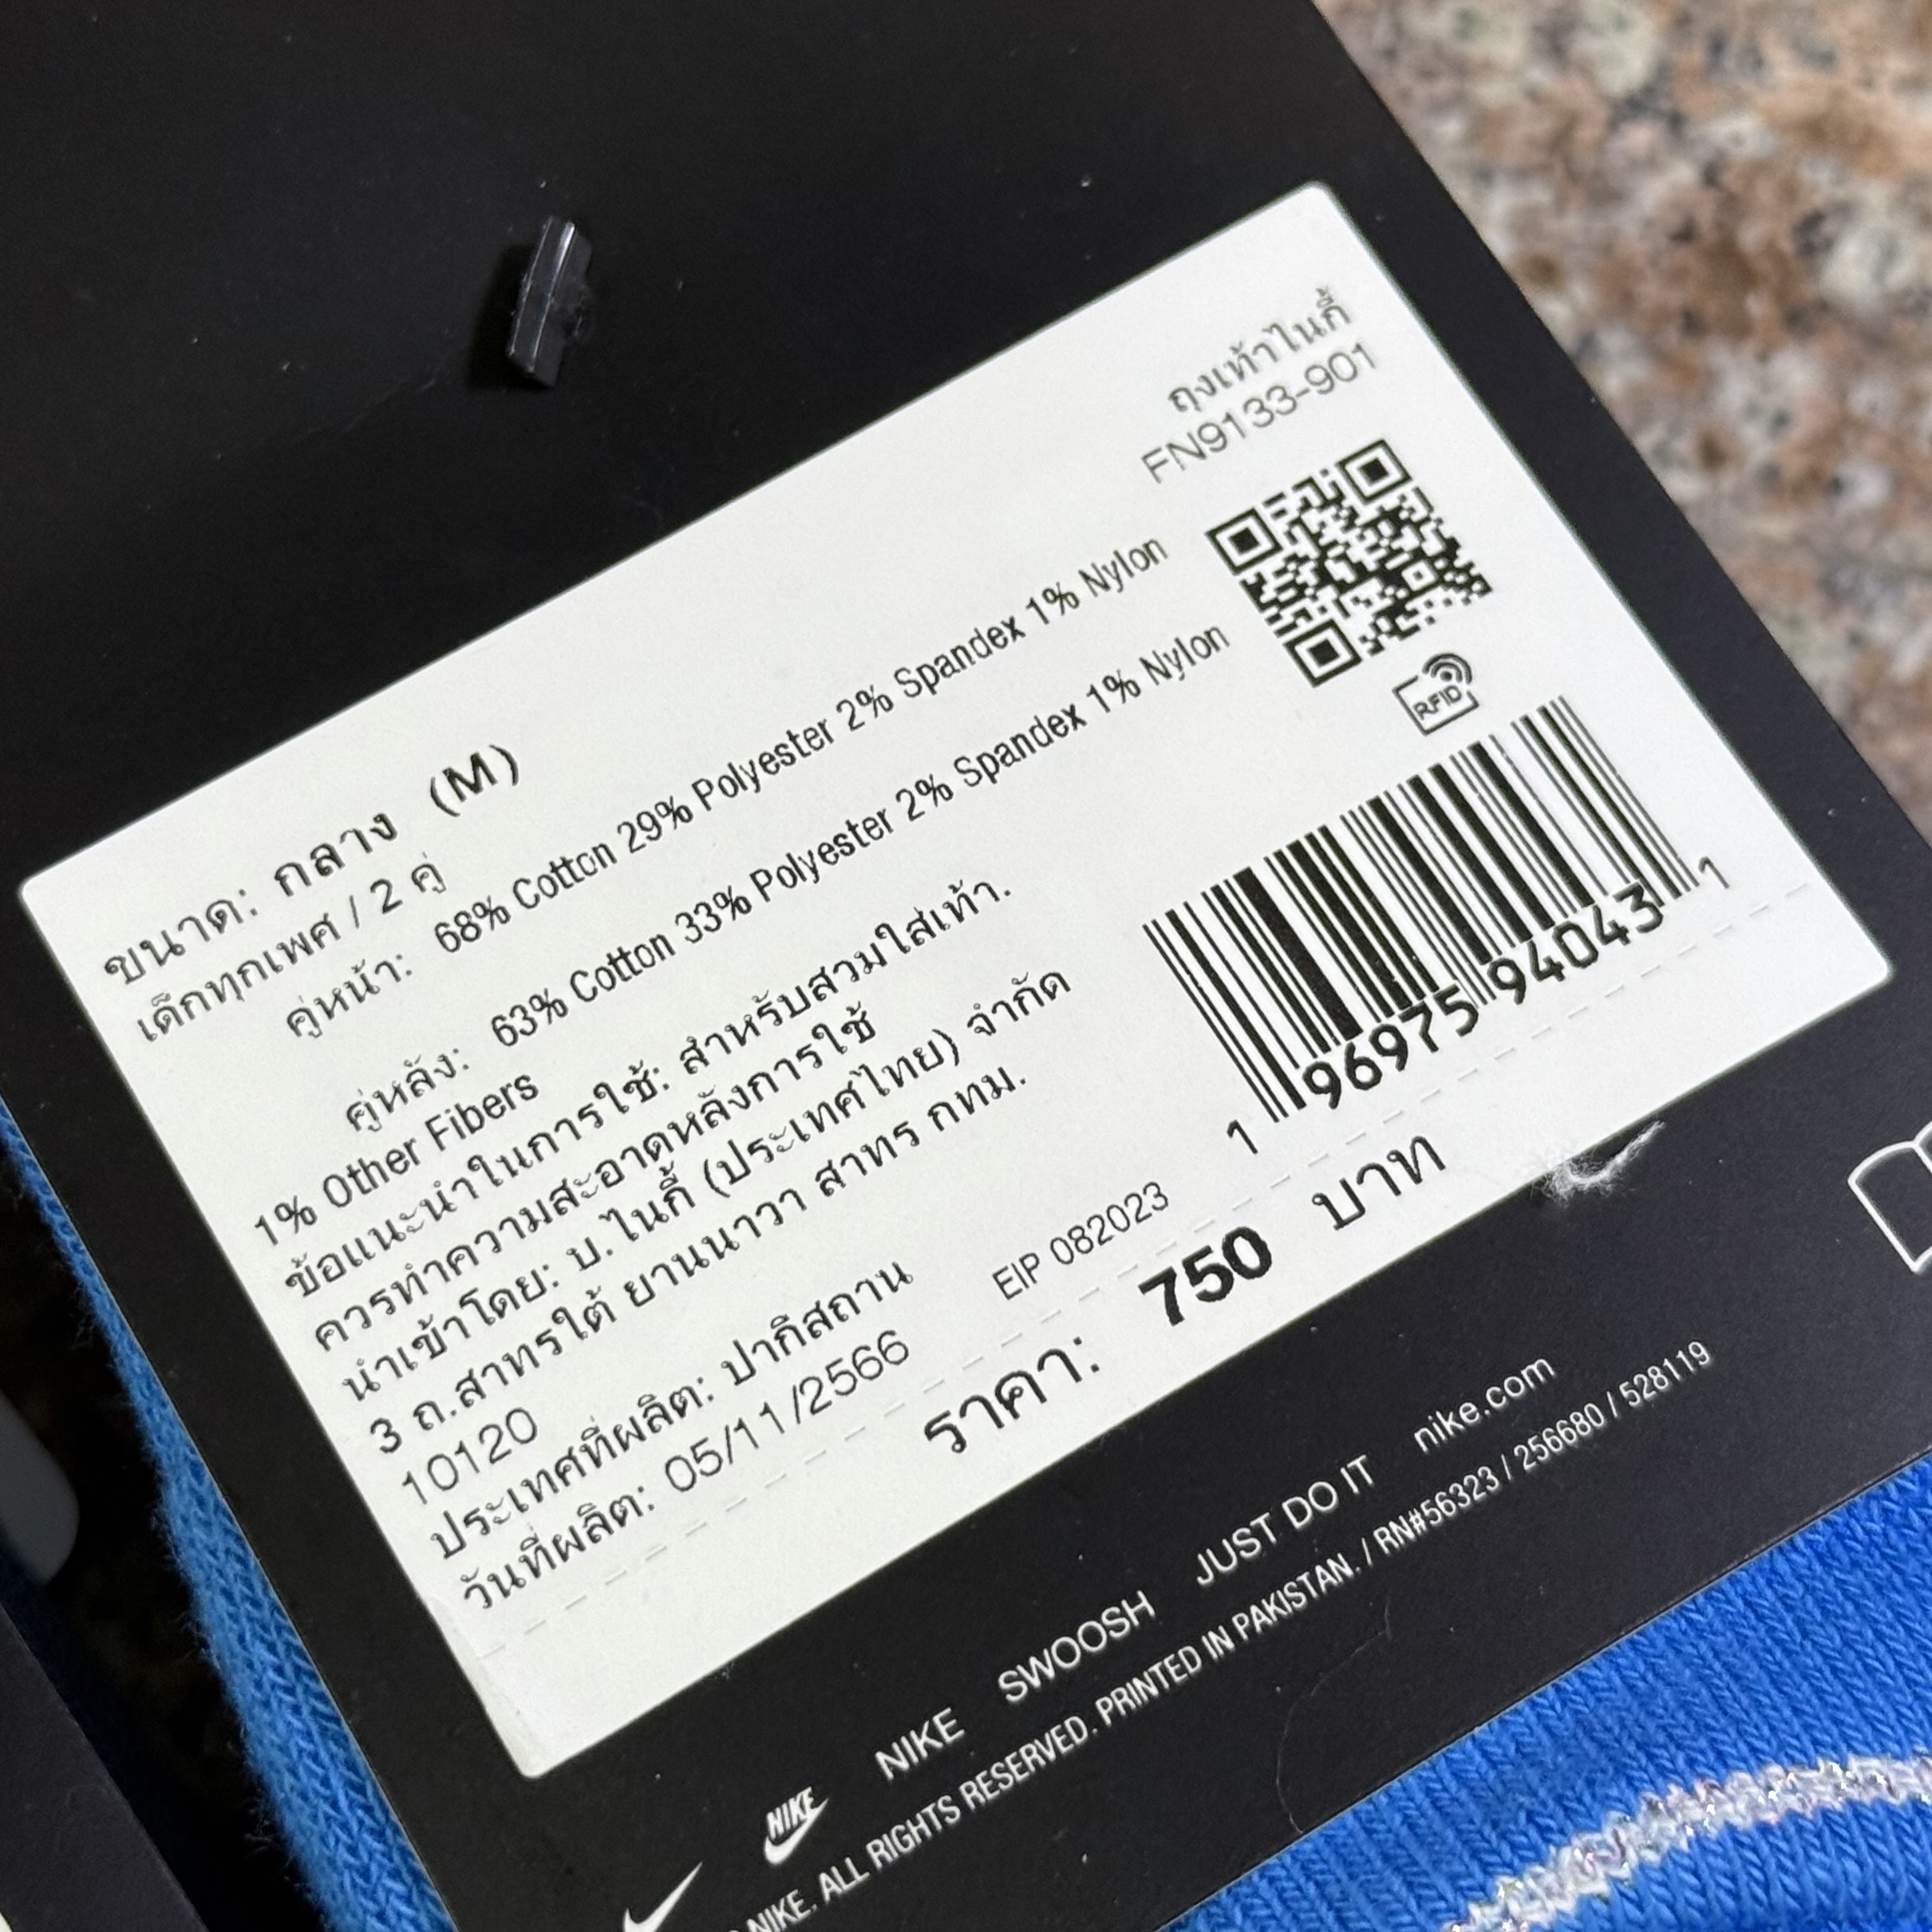 ถุงเท้าไนกี้
FN9133-901
RFID
ขนาด: กลาง (M)
เด็กทุกเพศ / 2 คู่
คู่หน้า: 68% Cotton 29% Polyester 2% Spandex 1% Nylon
คู่หลัง: 63% Cotton 33% Polyester 2% Spandex 1% Nylon
1% Other Fibers
ข้อแนะนำในการใช้: สำหรับสวมใส่เท้า.
ควรทำความสะอาดหลังการใช้
นำเข้าโดย: บ.ไนกี้ (ประเทศไทย) จำกัด
3 ถ.สาทรใต้ ยานนาวา สาทร กทม.
10120
ประเทศที่ผลิต: ปากีสถาน
วันที่ผลิต: 05/11/2566
EIP 082023
1 96975 94043 1
ราคา: 750 บาท
NIKE NIKE SWOOSH JUST DO IT nike.com
NIKE. ALL RIGHTS RESERVED. PRINTED IN PAKISTAN. / RN#56323 / 256680 / 528119